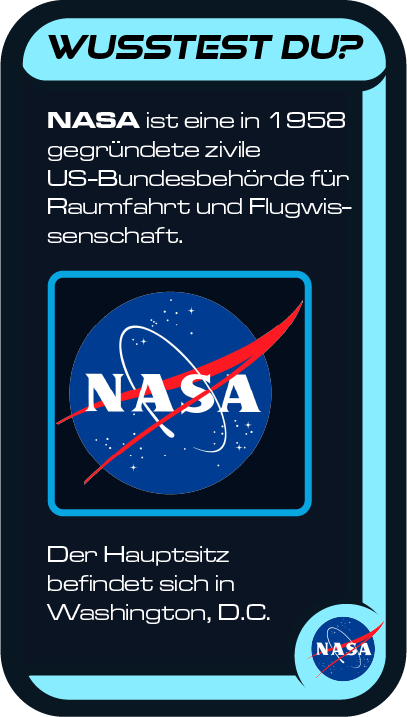 WUSSTEST DU?
NASA ist eine in 1958
gegründete zivile
US-Bundesbehörde für
Raumfahrt und Flugwis-
senschaft.
NASA
Der Hauptsitz
befindet sich in
Washington, D.C.
NASA